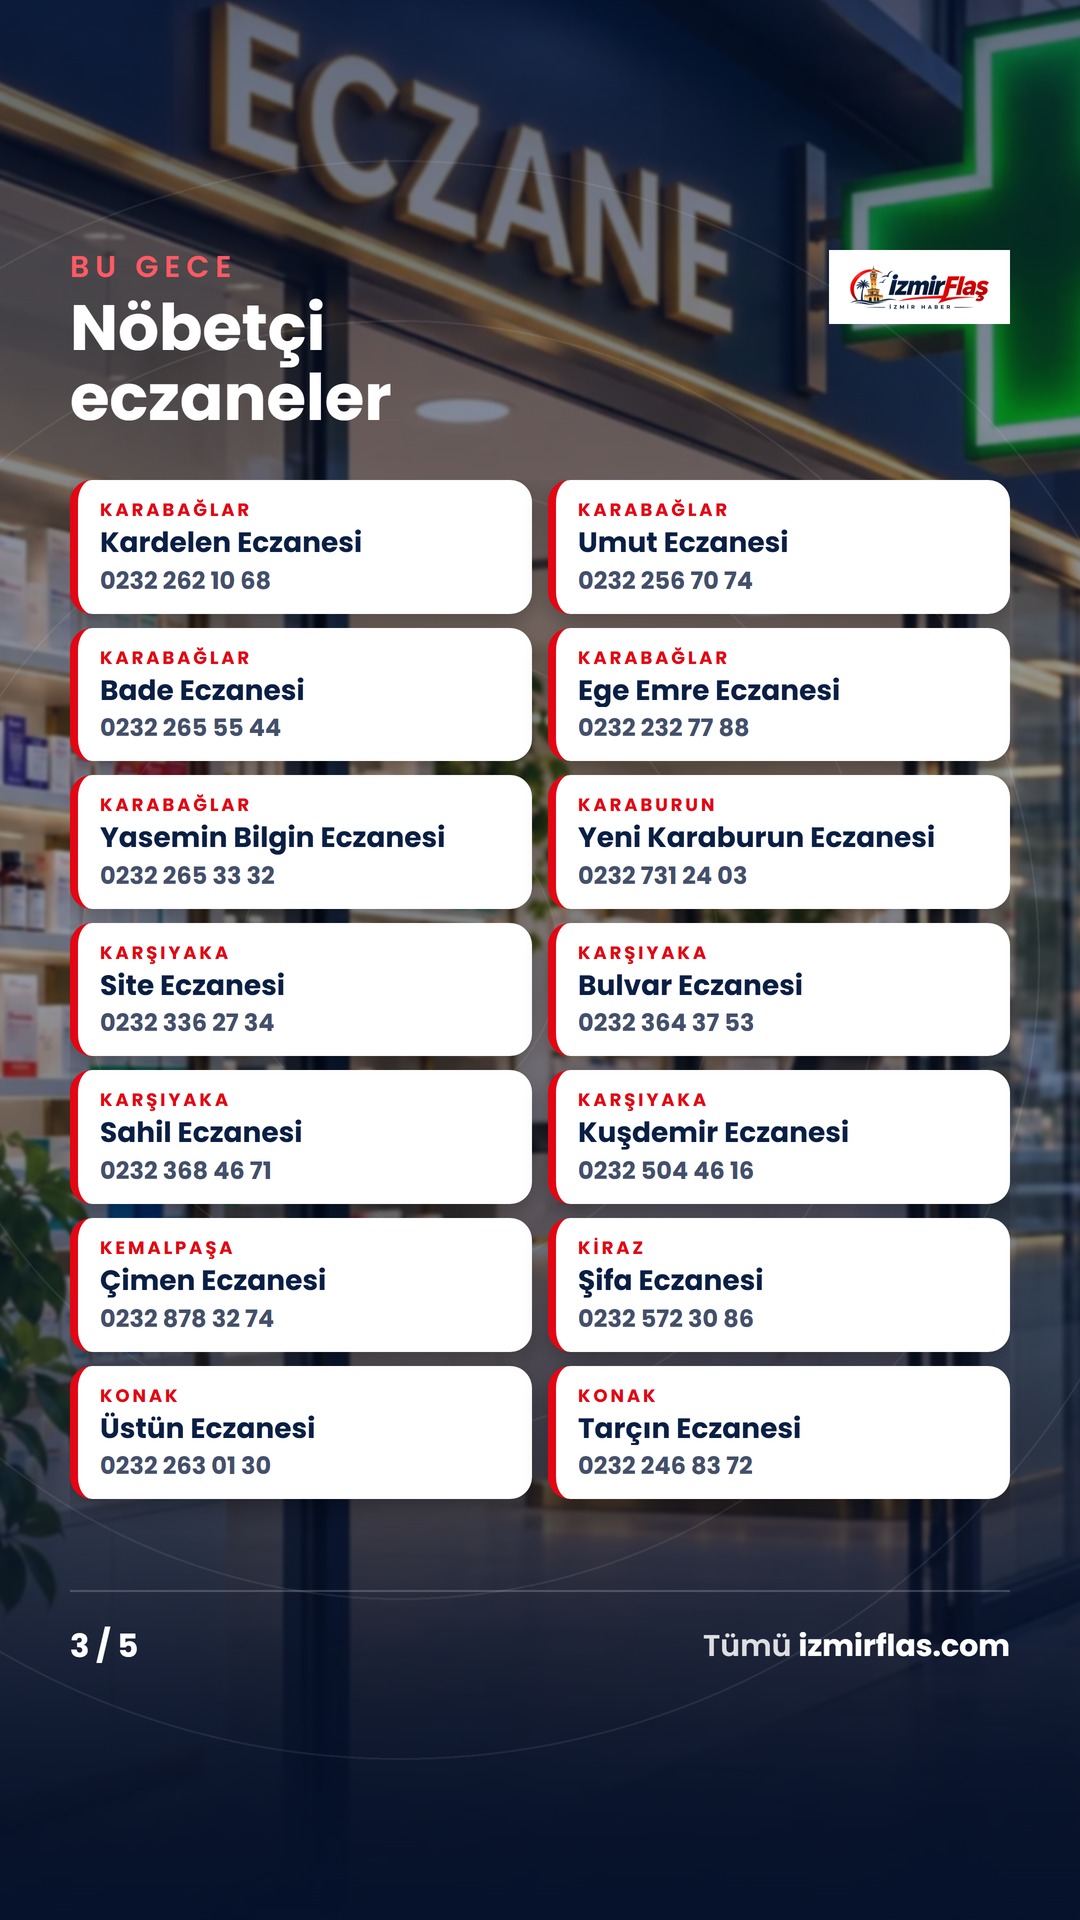 ECZANE
BU GECE
Nöbetçi
eczaneler
izmirFlaş
İZMİR HABER
KARABAĞLAR
Kardelen Eczanesi
0232 262 10 68
KARABAĞLAR
Umut Eczanesi
0232 256 70 74
KARABAĞLAR
Bade Eczanesi
0232 265 55 44
KARABAĞLAR
Ege Emre Eczanesi
0232 232 77 88
KARABAĞLAR
Yasemin Bilgin Eczanesi
0232 265 33 32
KARABURUN
Yeni Karaburun Eczanesi
0232 731 24 03
KARŞIYAKA
Site Eczanesi
0232 336 27 34
KARŞIYAKA
Bulvar Eczanesi
0232 364 37 53
KARŞIYAKA
Sahil Eczanesi
0232 368 46 71
KARŞIYAKA
Kuşdemir Eczanesi
0232 504 46 16
KEMALPAŞA
Çimen Eczanesi
0232 878 32 74
KİRAZ
Şifa Eczanesi
0232 572 30 86
KONAK
Üstün Eczanesi
0232 263 01 30
KONAK
Tarçın Eczanesi
0232 246 83 72
3 / 5
Tümü izmirflas.com